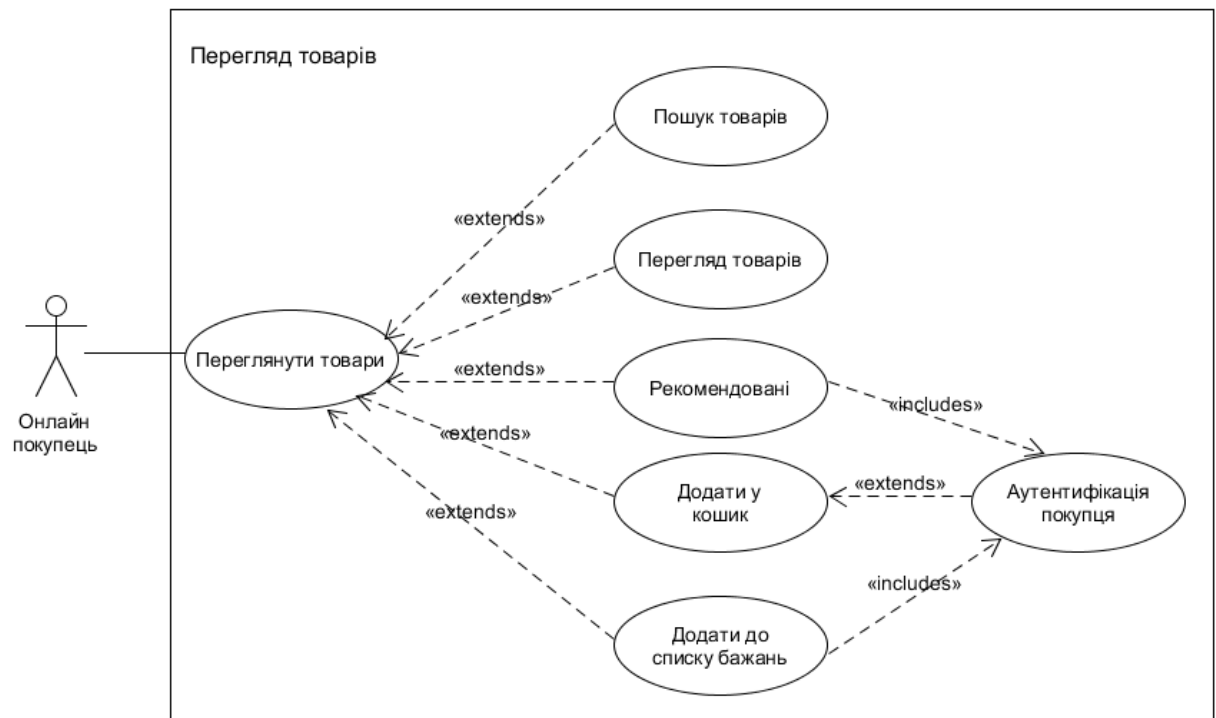 Перегляд товарів
Пошук товарів
«extends»
Перегляд товарів
«extends»
Переглянути товари
«extends»
Рекомендовані
«includes»
Онлайн
покупець
«extends»
Додати у
кошик
«extends»
Аутентифікація
покупця
«extends»
«includes»
Додати до
списку бажань